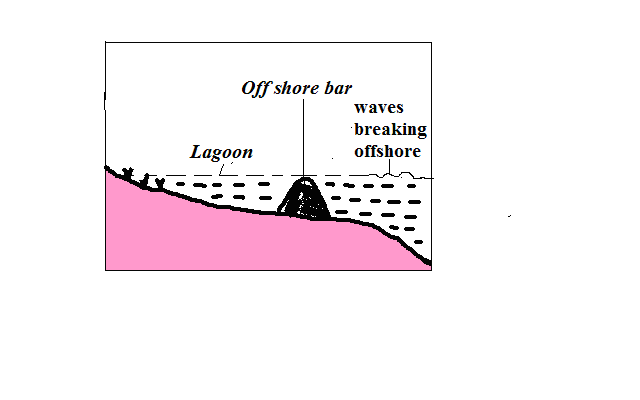 Off shore bar
waves
breaking
offshore
Lagoon